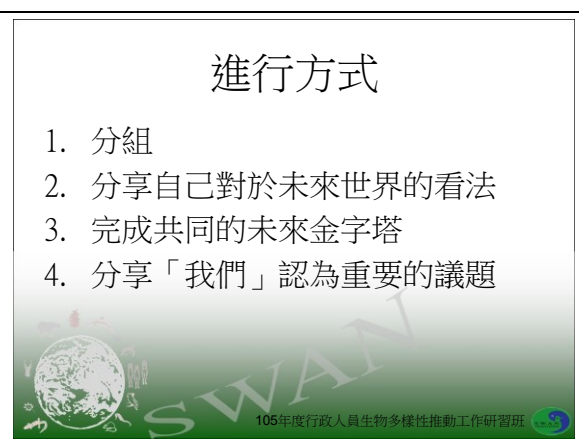 進行方式
1. 分組
2. 分享自己對於未來世界的看法
3. 完成共同的未來金字塔
4. 分享「我們」認為重要的議題
SWAN
105年度行政人員生物多樣性推動工作研習班